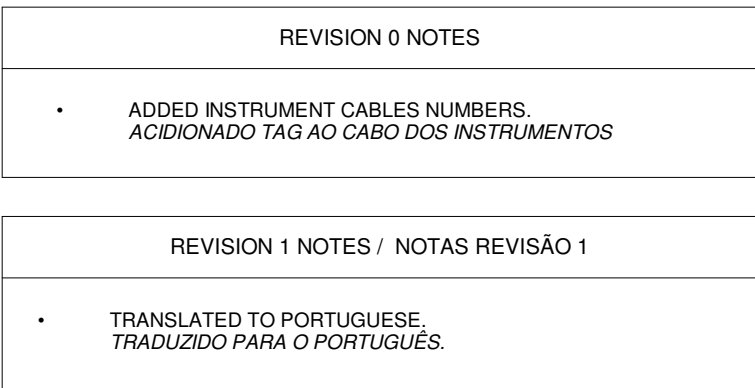 REVISION 0 NOTES
• ADDED INSTRUMENT CABLES NUMBERS.
ACIDIONADO TAG AO CABO DOS INSTRUMENTOS
REVISION 1 NOTES / NOTAS REVISÃO 1
• TRANSLATED TO PORTUGUESE.
TRADUZIDO PARA O PORTUGUÊS.